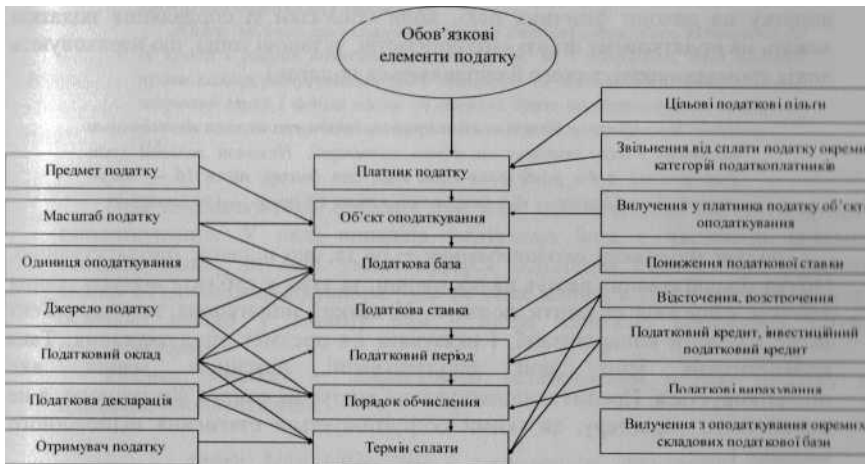 Обов’язкові
елементи податку
Предмет податку
Масштаб податку
Одиниця оподаткування
Джерело податку
Податковий оклад
Податкова декларація
Отримувач податку
Платник податку
Об’єкт оподаткування
Податкова база
Податкова ставка
Податковий період
Порядок обчислення
Термін сплати
Цільові податкові пільги
Звільнення від сплати податку окреми
категорій податкоплатників
Вилучення у платника податку об’єкт
оподаткування
Пониження податкової ставки
Відсточення, розстрочення
Податковий кредит, інвестиційний
податковий кредит
Податкові вирахування
Вилучення з оподаткування окреми
складових податкової бази